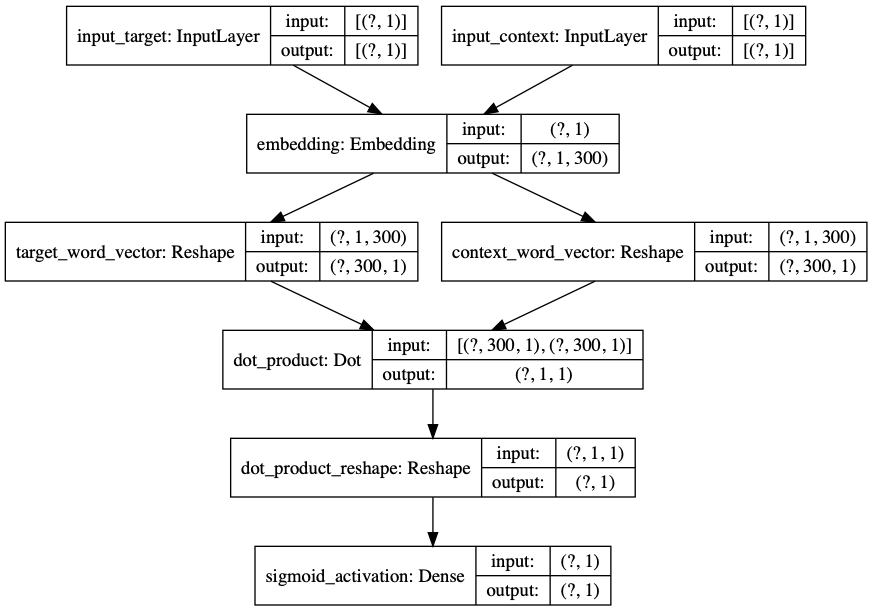 input_target: InputLayer
input:
[(?, 1)]
output:
[(?, 1)]
input_context: InputLayer
input:
[(?, 1)]
output:
[(?, 1)]
embedding: Embedding
input:
(?, 1)
output:
(?, 1, 300)
target_word_vector: Reshape
input:
(?, 1, 300)
output:
(?, 300, 1)
context_word_vector: Reshape
input:
(?, 1, 300)
output:
(?, 300, 1)
dot_product: Dot
input:
[(?, 300, 1), (?, 300, 1)]
output:
(?, 1, 1)
dot_product_reshape: Reshape
input:
(?, 1, 1)
output:
(?, 1)
sigmoid_activation: Dense
input:
(?, 1)
output:
(?, 1)